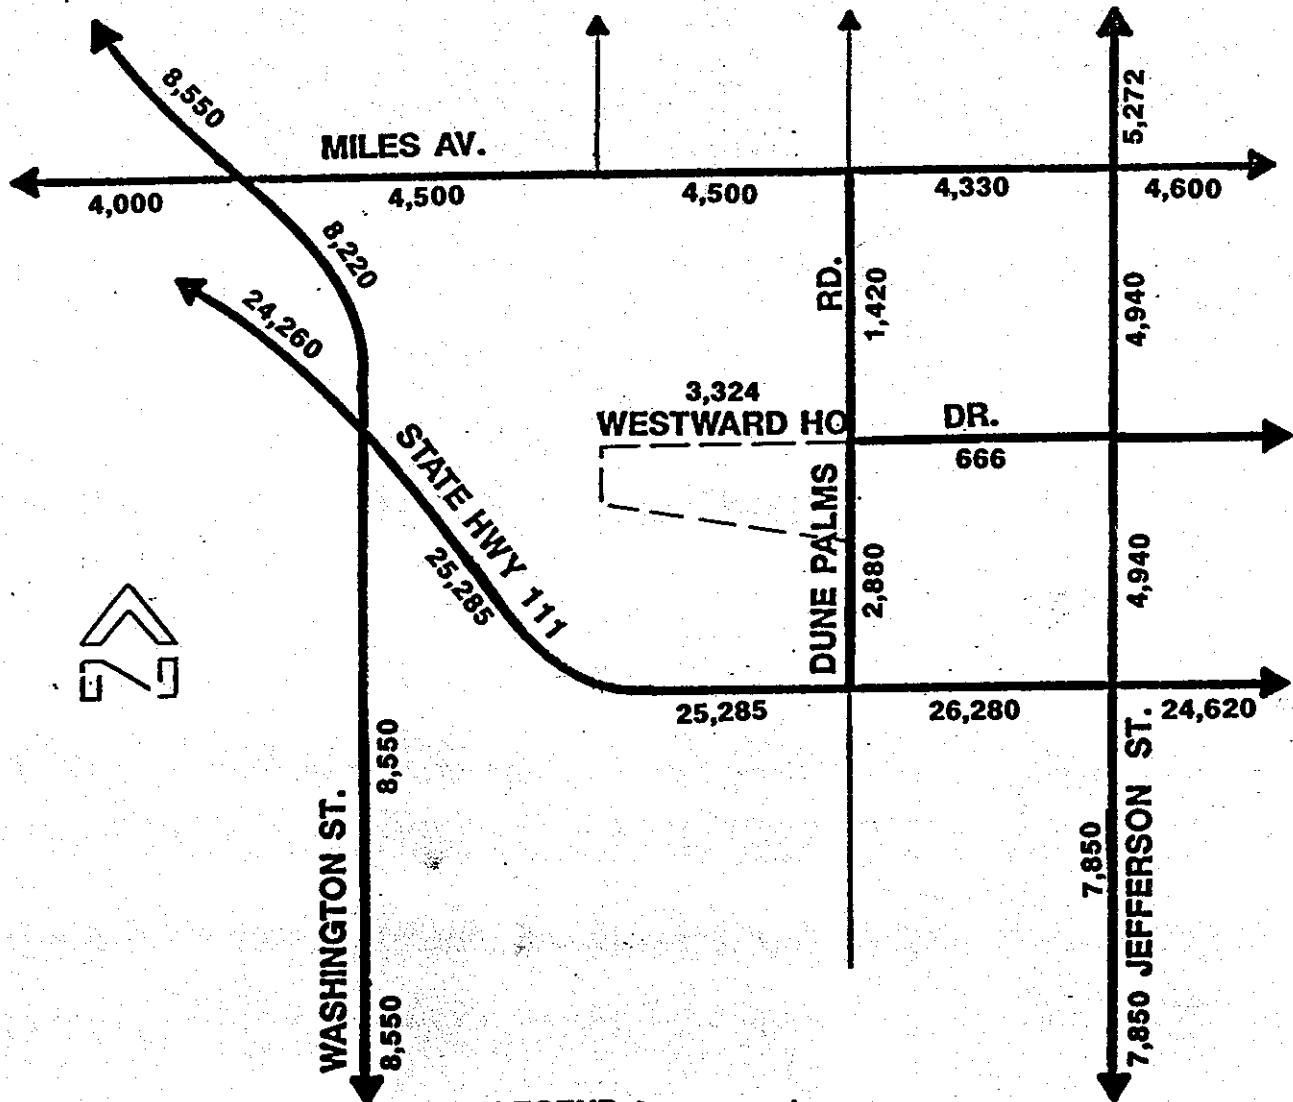 8,550
5,272
MILES AV.
4,000
4,500
4,500
4,330
4,600
8,220
24,260
RD.
1,420
4,940
3,324
WESTWARD HO DR.
666
STATE HWY 111
25,285
DUNE PALMS
2,880
4,940
N
25,285
26,280
24,620
8,550
WASHINGTON ST.
8,550
7,850
7,850 JEFFERSON ST.